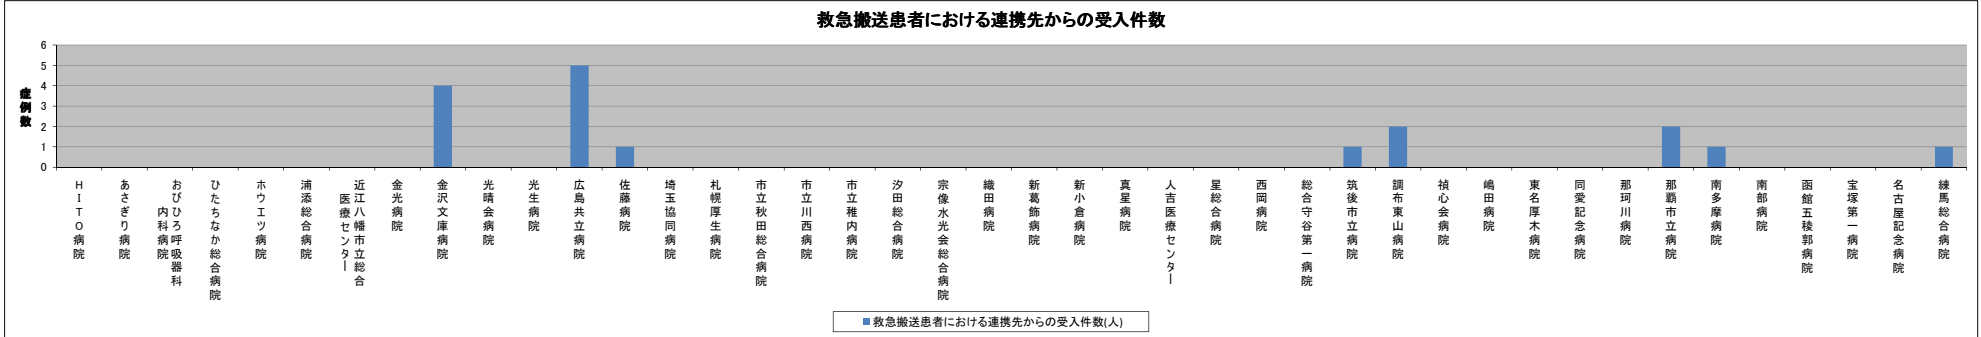 救急搬送患者における連携先からの受入件数
症例数
6
5
4
3
2
1
0
HITO病院
あさぎり病院
おびひろ呼吸器科
内科病院
ひたちなか総合病院
ホウエツ病院
浦添総合病院
近江八幡市立総合
医療センター
金光病院
金沢文庫病院
光晴会病院
光生病院
広島共立病院
佐藤病院
埼玉協同病院
札幌厚生病院
市立秋田総合病院
市立川西病院
市立稚内病院
汐田総合病院
宗像水光会総合病院
織田病院
新葛飾病院
新小倉病院
真星病院
人吉医療センター
星総合病院
西岡病院
総合守谷第一病院
筑後市立病院
調布東山病院
禎心会病院
嶋田病院
東名厚木病院
同愛記念病院
那珂川病院
那覇市立病院
南多摩病院
南部病院
函館五稜郭病院
宝塚第一病院
名古屋記念病院
練馬総合病院
救急搬送患者における連携先からの受入件数(人)